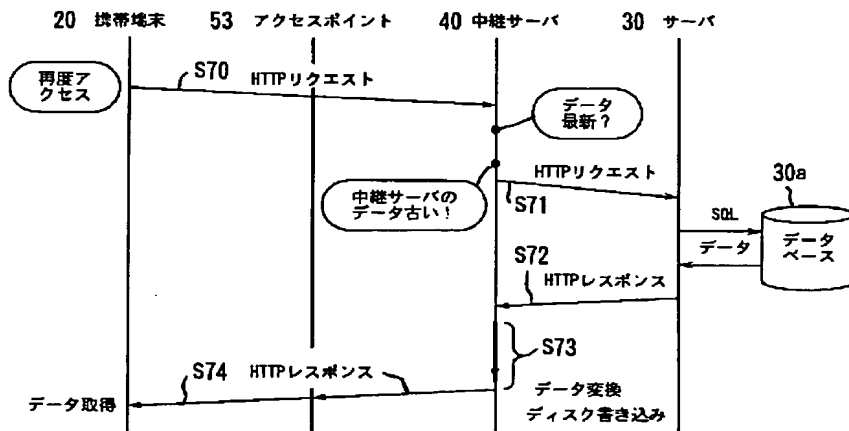 20 携帯端末
53 アクセスポイント
40 中継サーバ
30 サーバ
再度ア
クセス
S70
HTTPリクエスト
データ
最新？
中継サーバの
データ古い！
HTTPリクエスト
S71
30a
SQL
データ
データ
ベース
S72
HTTPレスポンス
S73
S74
HTTPレスポンス
データ取得
データ変換
ディスク書き込み